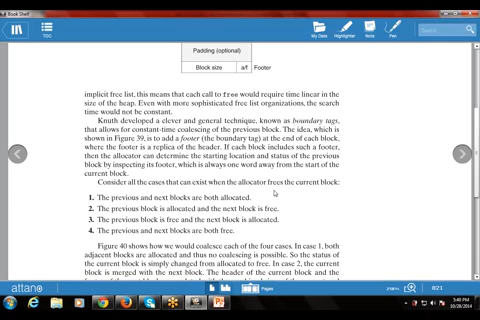 Book Shelf
TOC
My Data
Highlighter
Note
Pen
Search
Padding (optional)
Block size
a/f
Footer
implicit free list, this means that each call to free would require time linear in
the size of the heap. Even with more sophisticated free list organizations, the search
time would not be constant.
Knuth developed a clever and general technique, known as boundary tags,
that allows for constant-time coalescing of the previous block. The idea, which is
shown in Figure 39, is to add a footer (the boundary tag) at the end of each block,
where the footer is a replica of the header. If each block includes such a footer,
then the allocator can determine the starting location and status of the previous
block by inspecting its footer, which is always one word away from the start of the
current block.
Consider all the cases that can exist when the allocator frees the current block:
1. The previous and next blocks are both allocated.
2. The previous block is allocated and the next block is free.
3. The previous block is free and the next block is allocated.
4. The previous and next blocks are both free.
Figure 40 shows how we would coalesce each of the four cases. In case 1, both
adjacent blocks are allocated and thus no coalescing is possible. So the status of
the current block is simply changed from allocated to free. In case 2, the current
block is merged with the next block. The header of the current block and the
attano
Pages
821
5:40 PM
10/28/2014